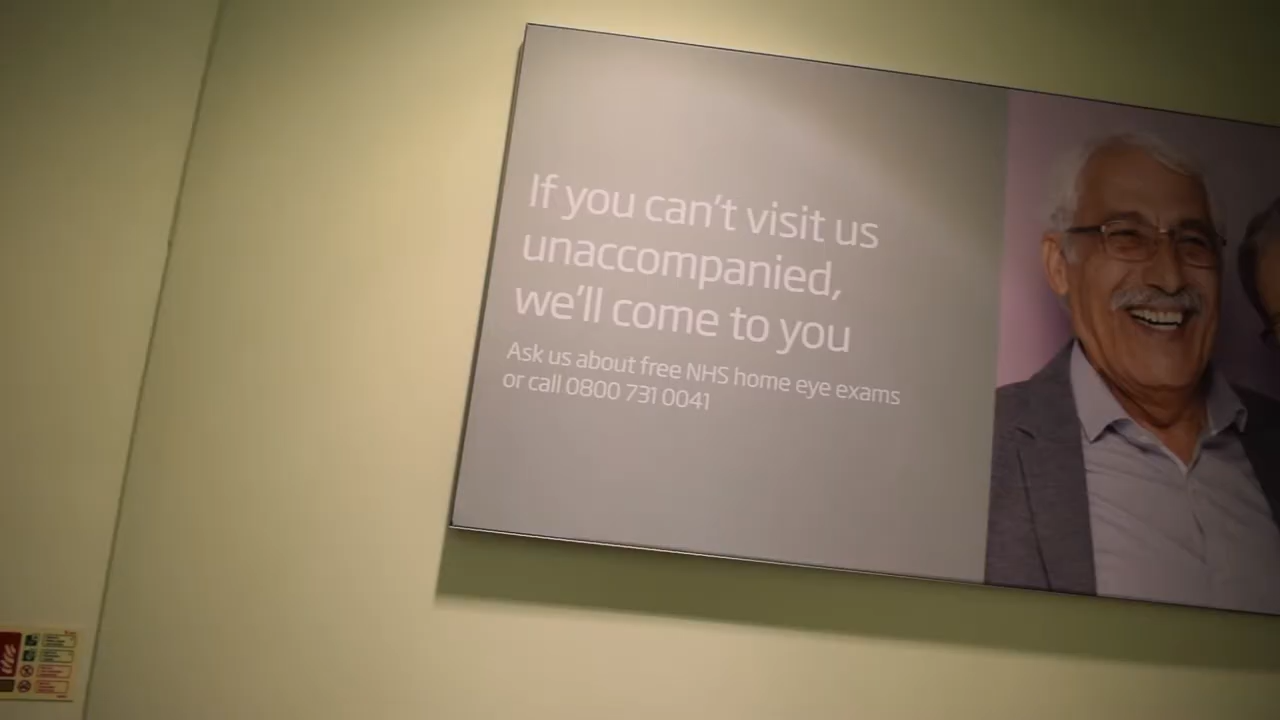 If you can't visit us
unaccompanied,
we'll come to you
Ask us about free NHS home eye exams
or call 0800 731 0041